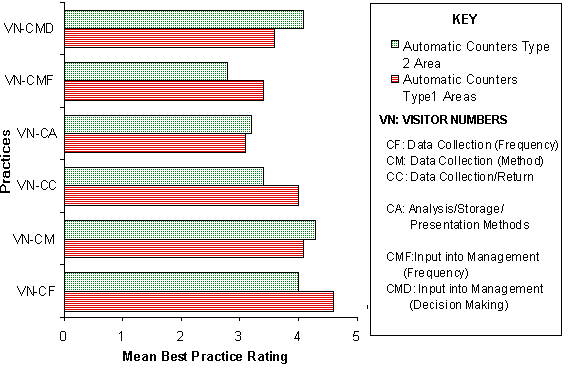 Practices
VN-CMD
VN-CMF
VN-CA
VN-CC
VN-CM
VN-CF
0 1 2 3 4 5
Mean Best Practice Rating
KEY
Automatic Counters Type
2 Area
Automatic Counters
Type1 Areas
VN: VISITOR NUMBERS
CF: Data Collection (Frequency)
CM: Data Collection (Method)
CC: Data Collection/Return
CA: Analysis/Storage/
Presentation Methods
CMF:Input into Management
(Frequency)
CMD: Input into Management
(Decision Making)